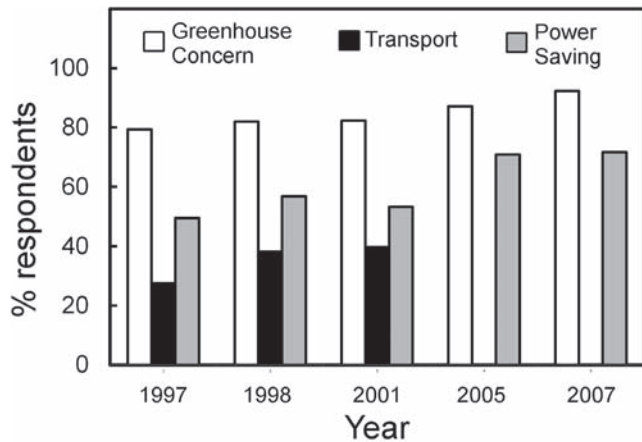 Greenhouse
Concern
Transport
Power
Saving
% respondents
100
80
60
40
20
0
1997 1998 2001 2005 2007
Year